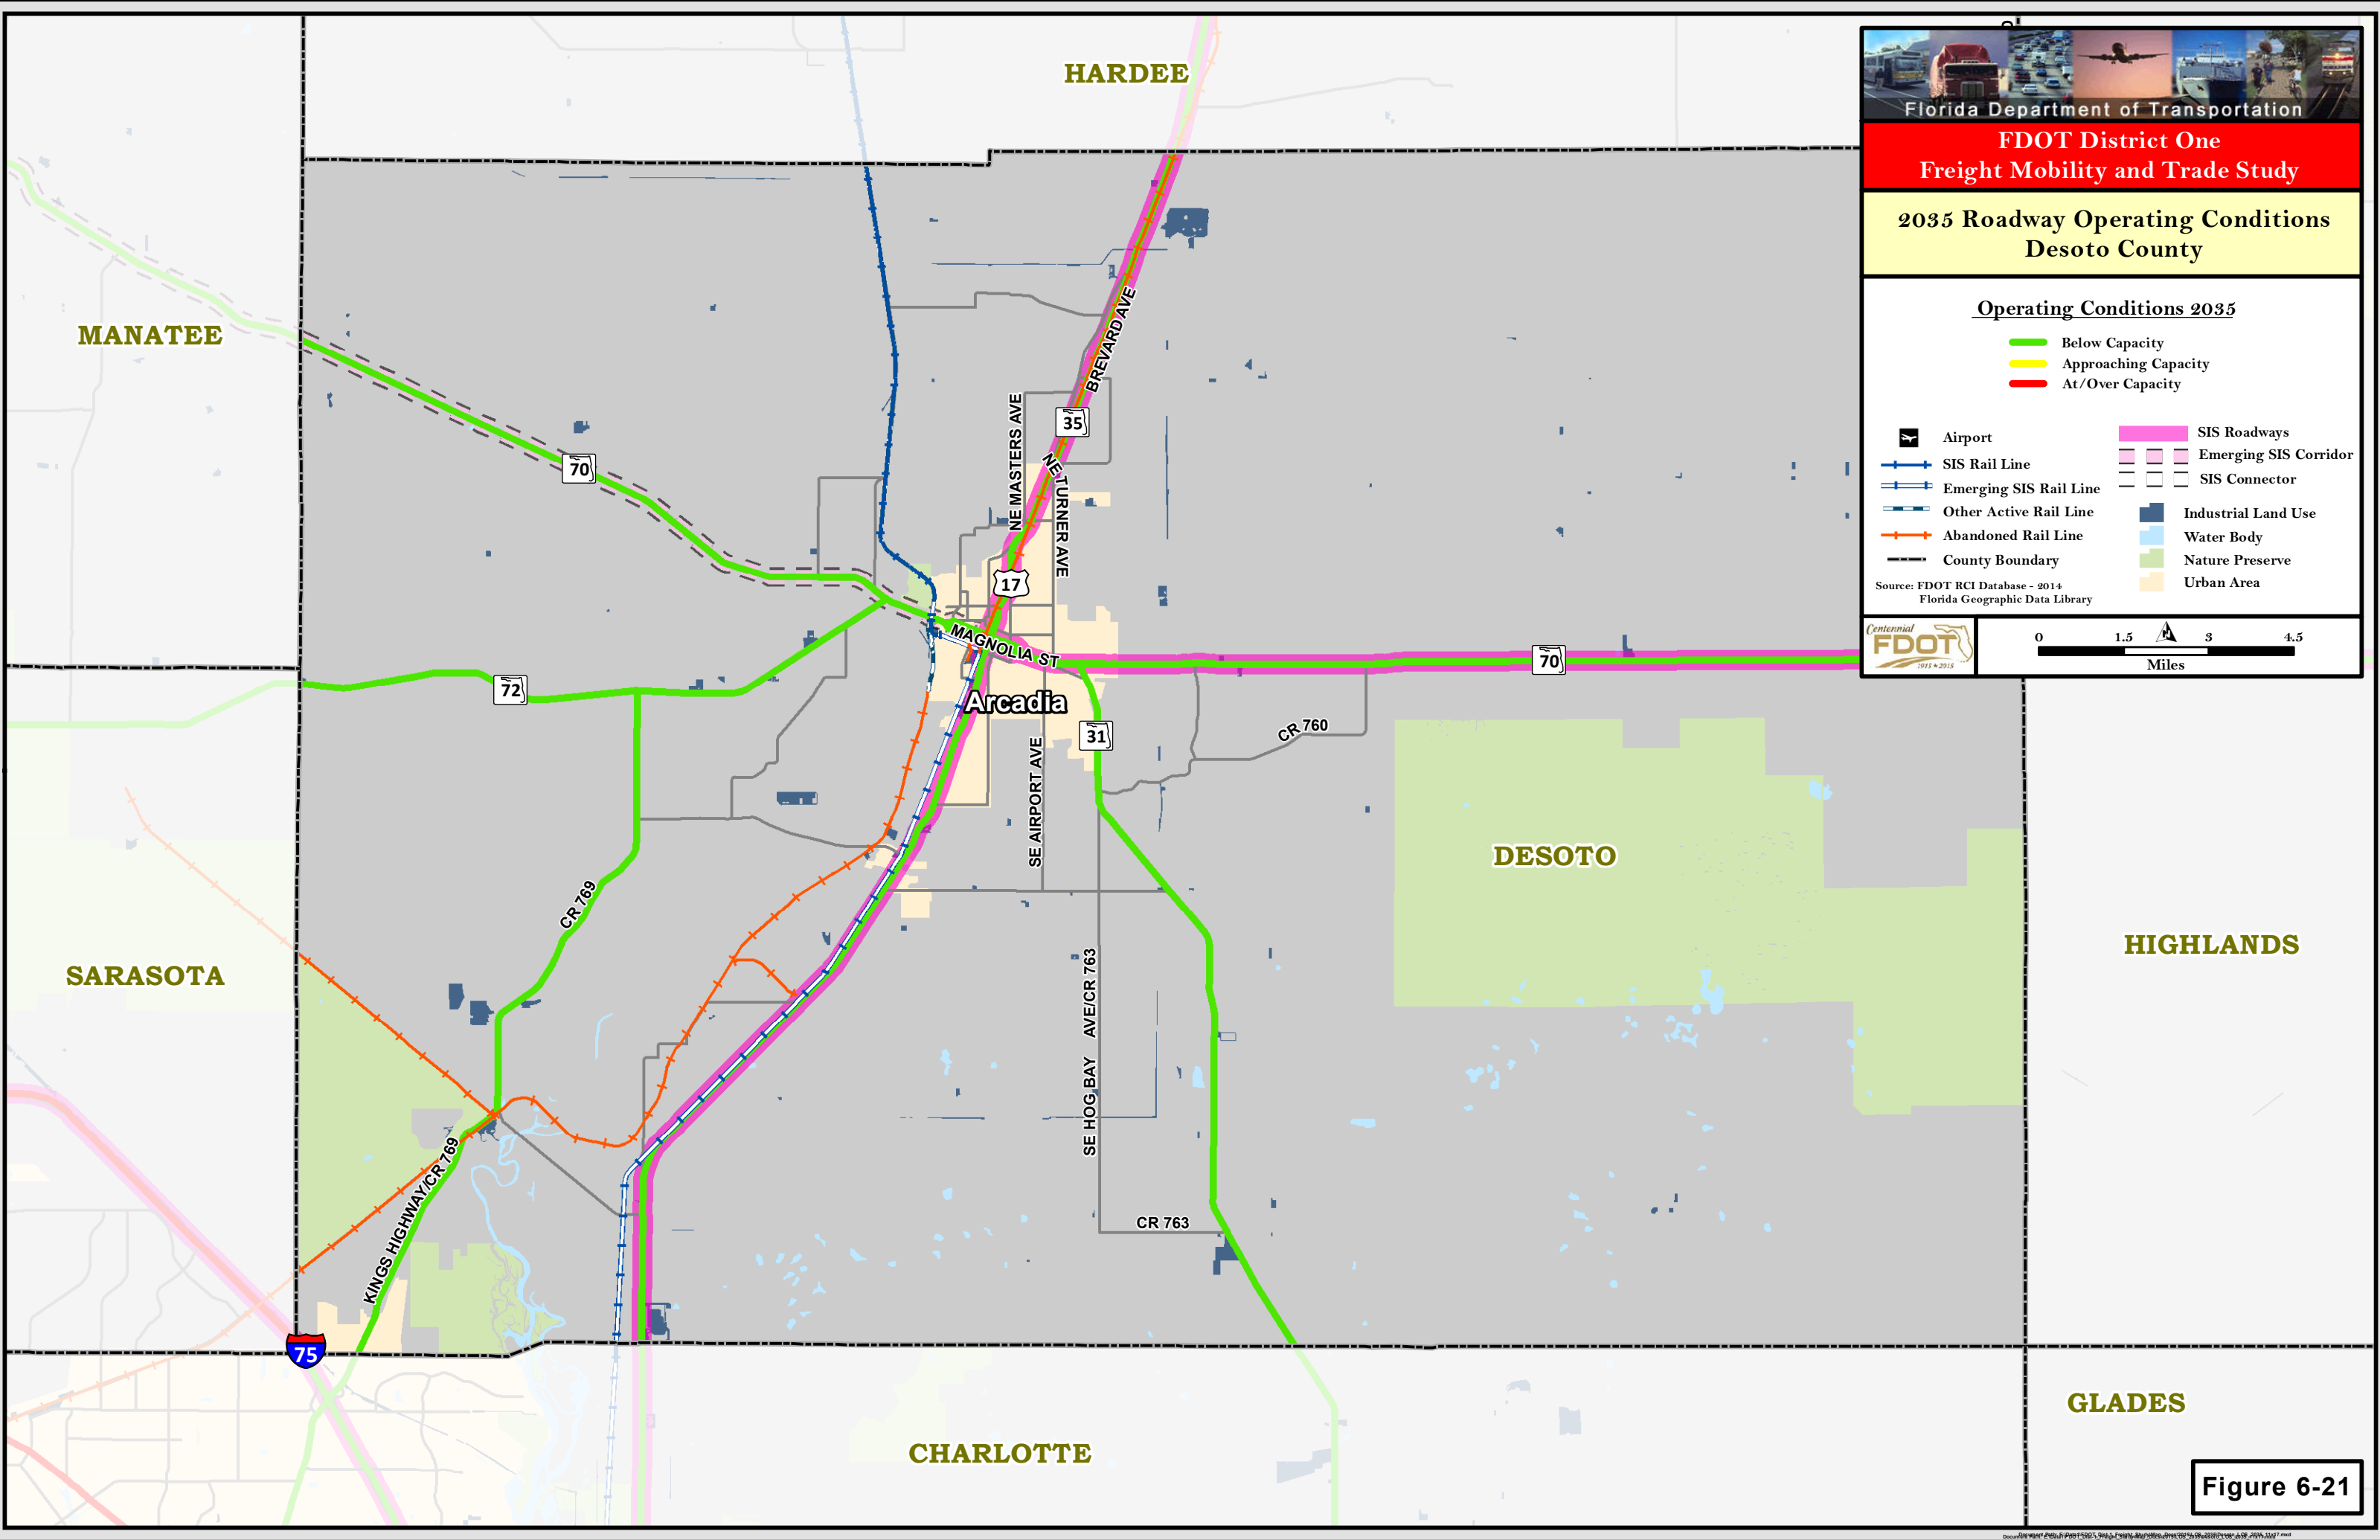 HARDEE
MANATEE
SARASOTA
DESOTO
HIGHLANDS
GLADES
CHARLOTTE
Arcadia
BREVARD AVE
NE MASTERS AVE
NE TURNER AVE
MAGNOLIA ST
SE AIRPORT AVE
SE HOG BAY AVE/CR 763
CR 763
CR 760
CR 769
KINGS HIGHWAY/CR 769
70
35
17
72
31
70
75
Florida Department of Transportation
FDOT District One
Freight Mobility and Trade Study
2035 Roadway Operating Conditions
Desoto County
Operating Conditions 2035
Below Capacity
Approaching Capacity
At/Over Capacity
Airport
SIS Rail Line
Emerging SIS Rail Line
Other Active Rail Line
Abandoned Rail Line
County Boundary
SIS Roadways
Emerging SIS Corridor
SIS Connector
Industrial Land Use
Water Body
Nature Preserve
Urban Area
Source: FDOT RCI Database - 2014
Florida Geographic Data Library
Centennial
FDOT
1915 ★ 2015
0 1.5 3 4.5
Miles
Figure 6-21